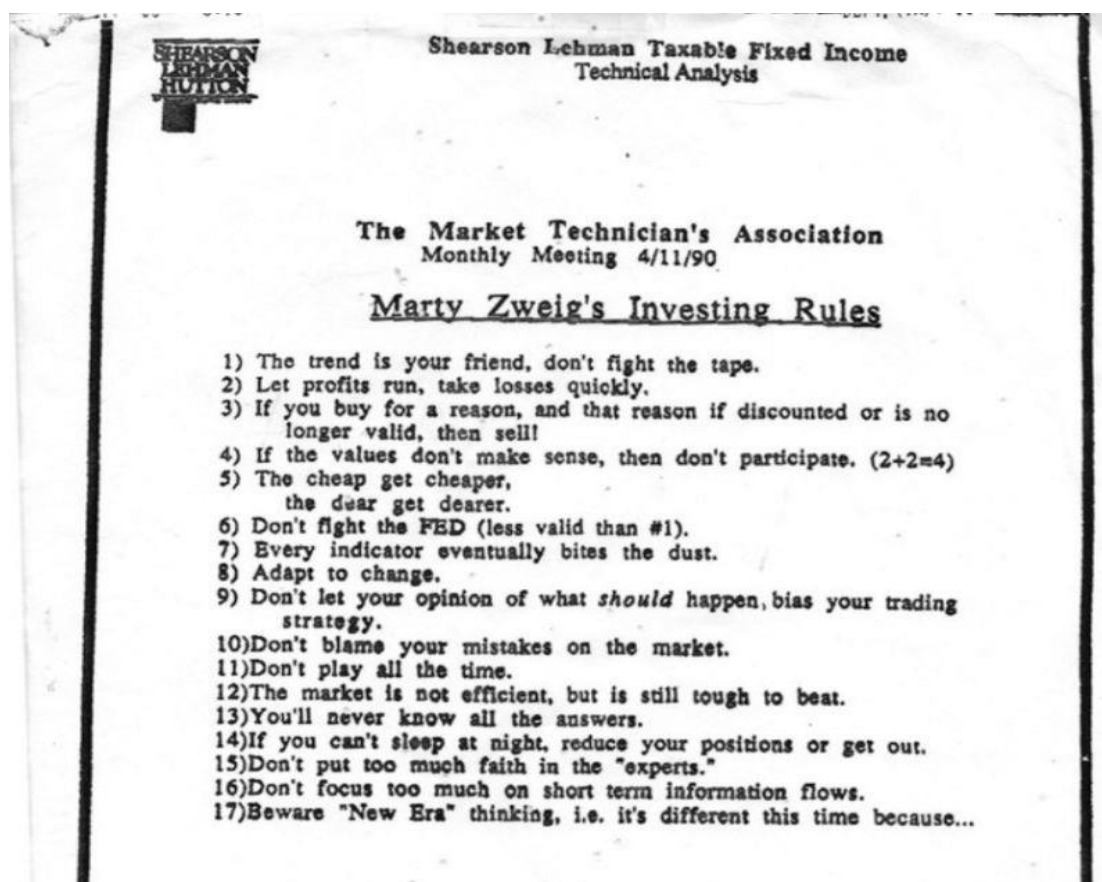 SHEARSON
LEHMAN
HUTTON
Shearson Lehman Taxable Fixed Income
Technical Analysis
The Market Technician's Association
Monthly Meeting 4/11/90
Marty Zweig's Investing Rules
1) The trend is your friend, don't fight the tape.
2) Let profits run, take losses quickly.
3) If you buy for a reason, and that reason if discounted or is no
longer valid, then sell!
4) If the values don't make sense, then don't participate. (2+2=4)
5) The cheap get cheaper,
the dear get dearer.
6) Don't fight the FED (less valid than #1).
7) Every indicator eventually bites the dust.
8) Adapt to change.
9) Don't let your opinion of what should happen, bias your trading
strategy.
10)Don't blame your mistakes on the market.
11)Don't play all the time.
12)The market is not efficient, but is still tough to beat.
13)You'll never know all the answers.
14)If you can't sleep at night, reduce your positions or get out.
15)Don't put too much faith in the "experts."
16)Don't focus too much on short term information flows.
17)Beware "New Era" thinking, i.e. it's different this time because...